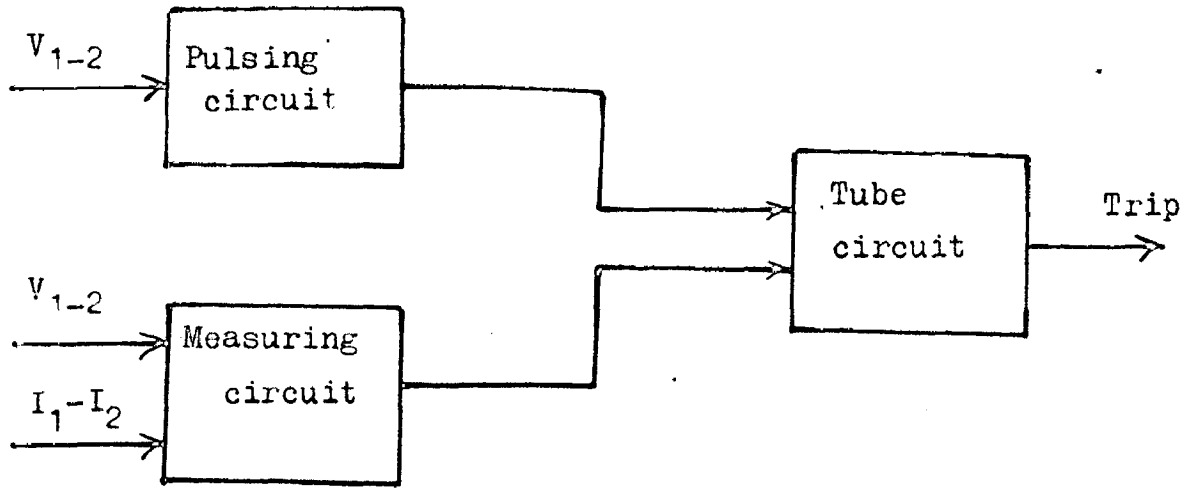 V1-2
Pulsing
circuit
V1-2
I1-I2
Measuring
circuit
Tube
circuit
Trip